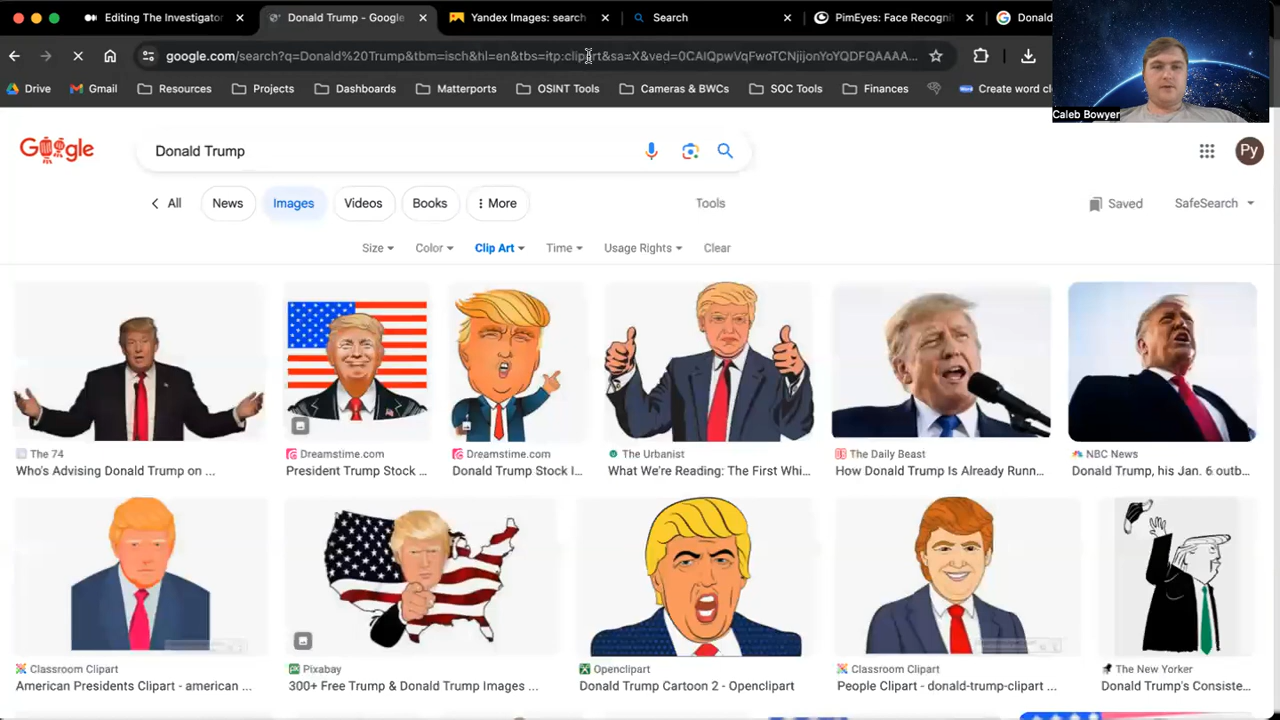 Editing The Investigator
Donald Trump - Google
Yandex Images: search
Search
PimEyes: Face Recogni
Donald
google.com/search?q=Donald%20Trump&tbm=isch&hl=en&tbs=itp:clipart&sa=X&ved=0CAIQpwVqFwoTCNjijonYoYQDFQAAAA...
Drive
Gmail
Resources
Projects
Dashboards
Matterports
OSINT Tools
Cameras & BWCs
SOC Tools
Finances
Create word cl
Caleb Bowyer
Google
Donald Trump
Py
All
News
Images
Videos
Books
More
Tools
Saved
SafeSearch
Size
Color
Clip Art
Time
Usage Rights
Clear
The 74
Who's Advising Donald Trump on ...
Dreamstime.com
President Trump Stock ...
Dreamstime.com
Donald Trump Stock I...
The Urbanist
What We're Reading: The First Whi...
The Daily Beast
How Donald Trump Is Already Runn...
NBC News
Donald Trump, his Jan. 6 outb...
Classroom Clipart
American Presidents Clipart - american ...
Pixabay
300+ Free Trump & Donald Trump Images ...
Openclipart
Donald Trump Cartoon 2 - Openclipart
Classroom Clipart
People Clipart - donald-trump-clipart ...
The New Yorker
Donald Trump's Consiste...